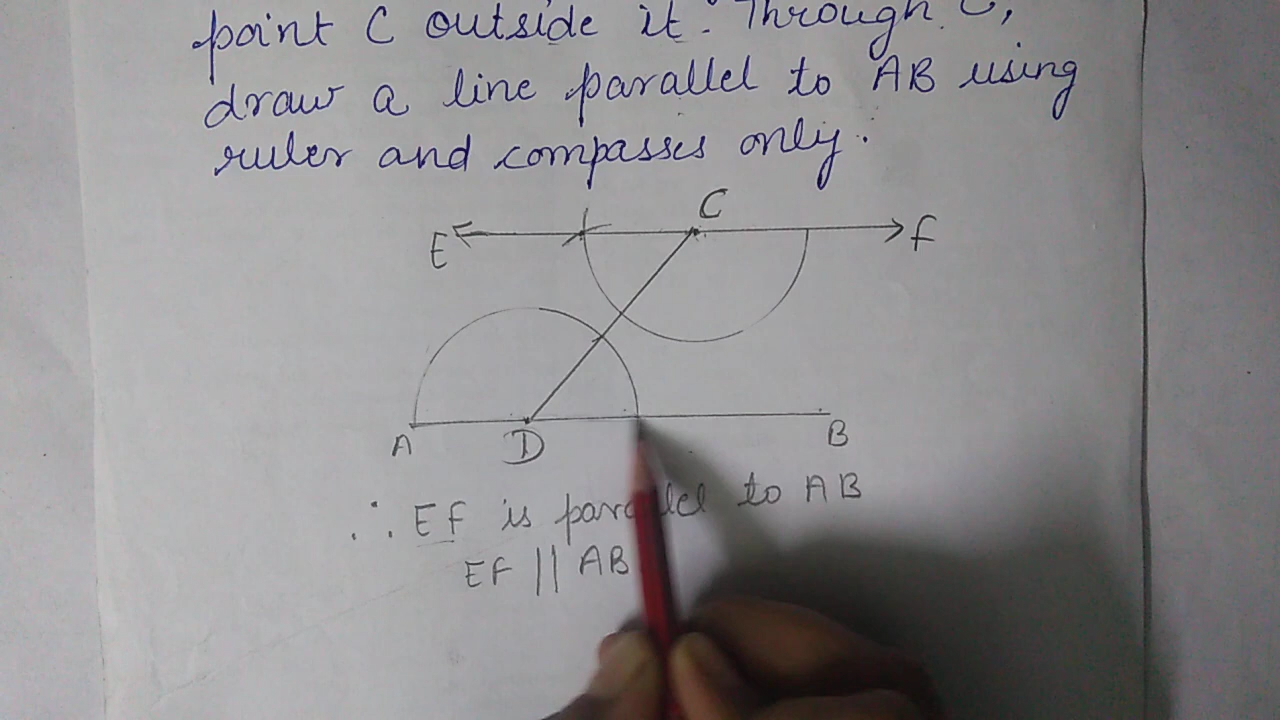 point C outside it. Through C,
draw a line parallel to AB using
ruler and compasses only.
C
E F
A D B
∴ EF is parallel to AB
EF || AB